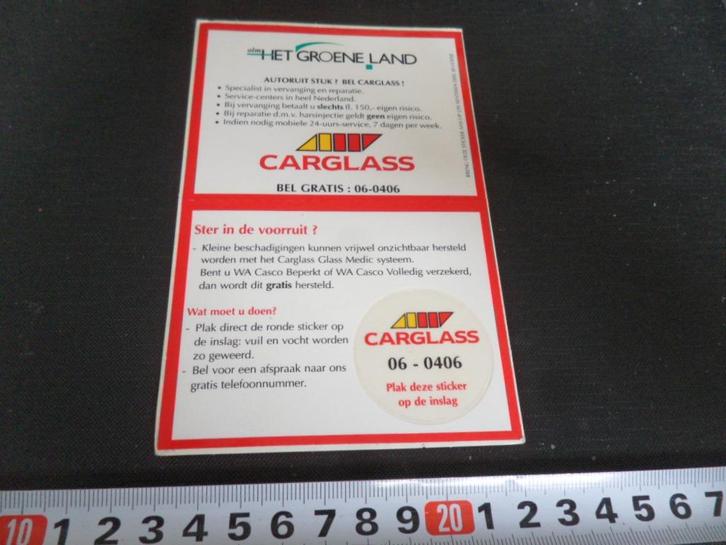 olm HET GROENE LAND
AUTORUIT STUK ? BEL CARGLASS !
• Specialist in vervanging en reparatie.
• Service-centers in heel Nederland.
• Bij vervanging betaalt u slechts fl. 150,- eigen risico.
• Bij reparatie d.m.v. harsinjectie geldt geen eigen risico.
• Indien nodig mobiele 24-uurs-service, 7 dagen per week.
CARGLASS
BEL GRATIS : 06-0406
Ster in de voorruit ?
- Kleine beschadigingen kunnen vrijwel onzichtbaar hersteld
worden met het Carglass Glass Medic systeem.
Bent u WA Casco Beperkt of WA Casco Volledig verzekerd,
dan wordt dit gratis hersteld.
Wat moet u doen?
- Plak direct de ronde sticker op
de inslag: vuil en vocht worden
zo geweerd.
- Bel voor een afspraak naar ons
gratis telefoonnummer.
CARGLASS
06 - 0406
Plak deze sticker
op de inslag
10 1 2 3 4 5 6 7 8 9 20 1 2 3 4 5 6 7